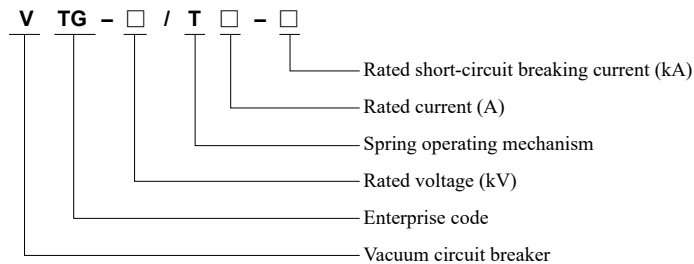 V TG – □ / T □ – □
Rated short-circuit breaking current (kA)
Rated current (A)
Spring operating mechanism
Rated voltage (kV)
Enterprise code
Vacuum circuit breaker